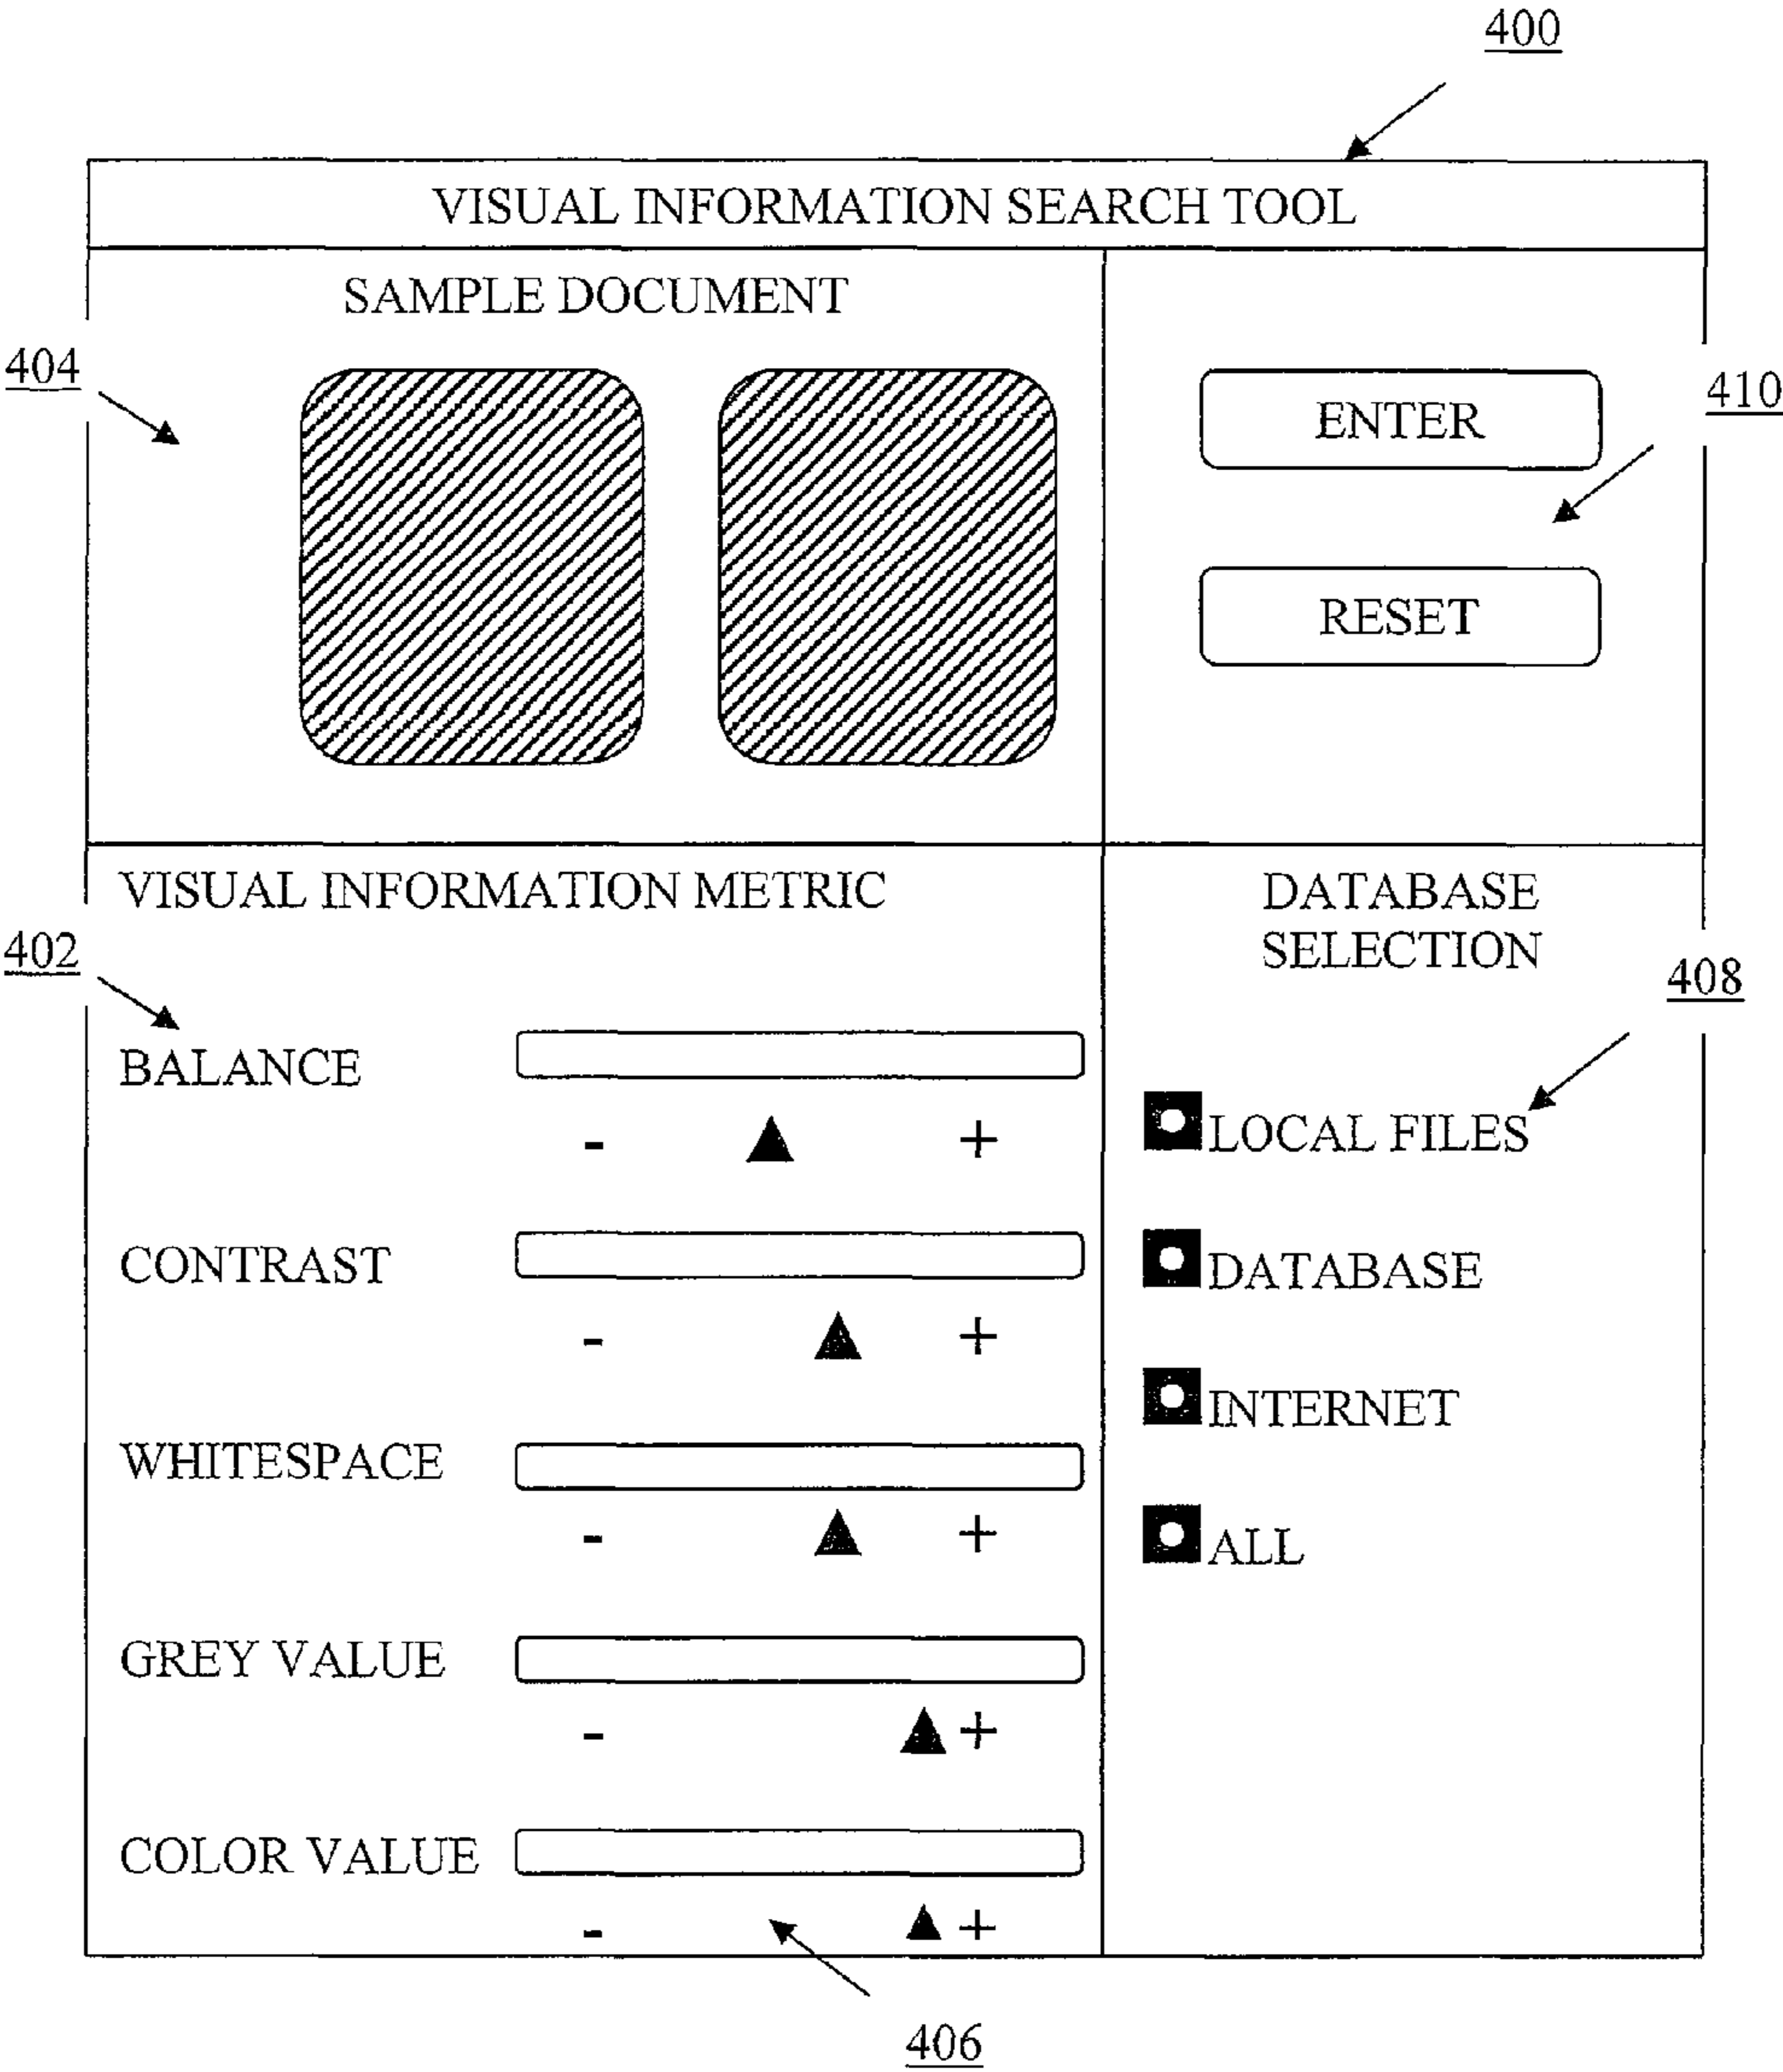 400
VISUAL INFORMATION SEARCH TOOL
SAMPLE DOCUMENT
404
410
ENTER
RESET
VISUAL INFORMATION METRIC
DATABASE
SELECTION
402
408
BALANCE
- +
LOCAL FILES
CONTRAST
- +
DATABASE
WHITESPACE
- +
INTERNET
ALL
GREY VALUE
- +
COLOR VALUE
- +
406